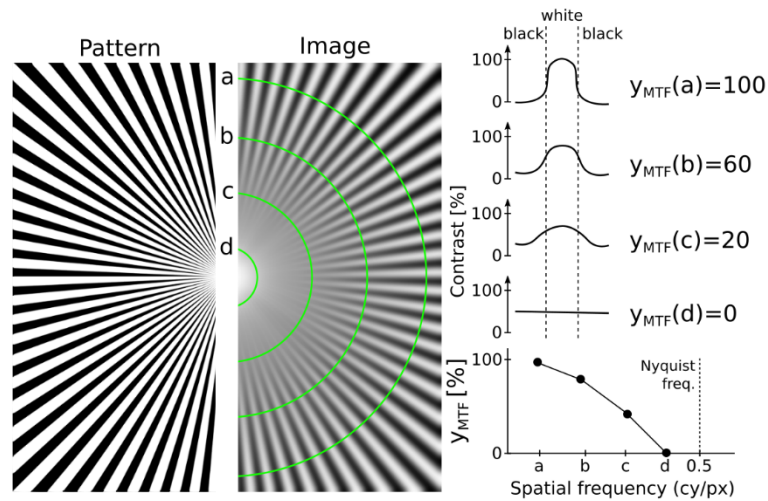 Pattern
Image
a
b
c
d
white
black black
100
0
y_MTF(a)=100
100
0
y_MTF(b)=60
100
0
y_MTF(c)=20
100
0
y_MTF(d)=0
Contrast [%]
100
0
y_MTF [%]
Nyquist
freq.
a b c d 0.5
Spatial frequency (cy/px)